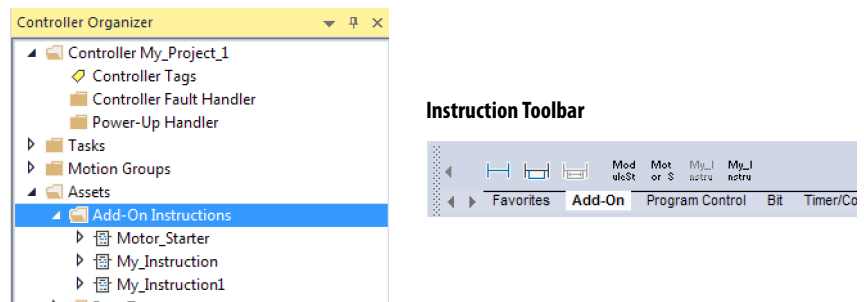 Controller Organizer
Controller My_Project_1
Controller Tags
Controller Fault Handler
Power-Up Handler
Tasks
Motion Groups
Assets
Add-On Instructions
Motor_Starter
My_Instruction
My_Instruction1
Instruction Toolbar
Mod Mot My_I My_I
uleSt or S nstru nstru
Favorites Add-On Program Control Bit Timer/Co